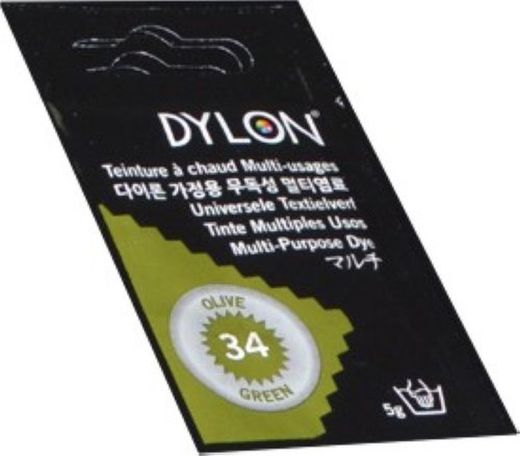 DYLON®
Teinture à chaud Multi-usages
다이론 가정용 무독성 멀티염료
Universele Textielverf
Tinte Multiples Usos
Multi-Purpose Dye
マルチ
OLIVE
34
GREEN
5g